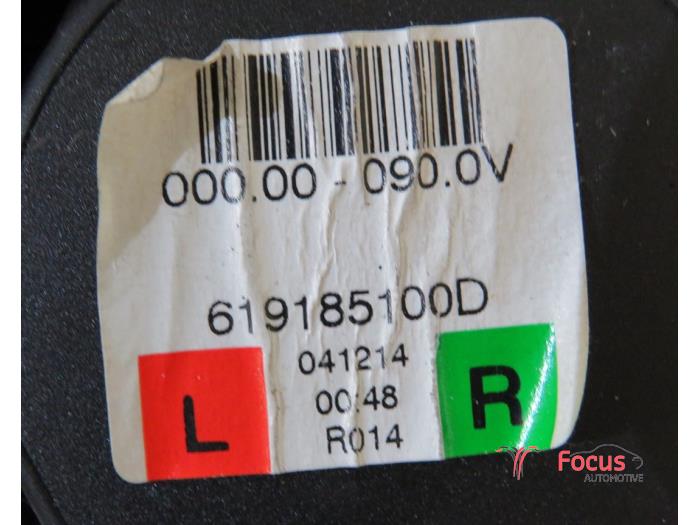 000.00 - 090.0V
619185100D
041214
00:48
R014
L
R
Focus
AUTOMOTIVE